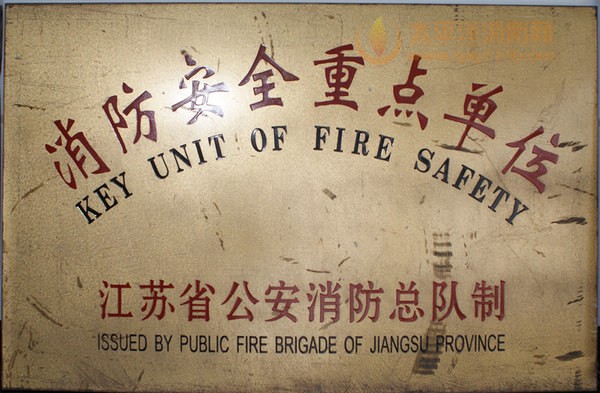 消防安全重点单位
KEY UNIT OF FIRE SAFETY
江苏省公安消防总队制
ISSUED BY PUBLIC FIRE BRIGADE OF JIANGSU PROVINCE